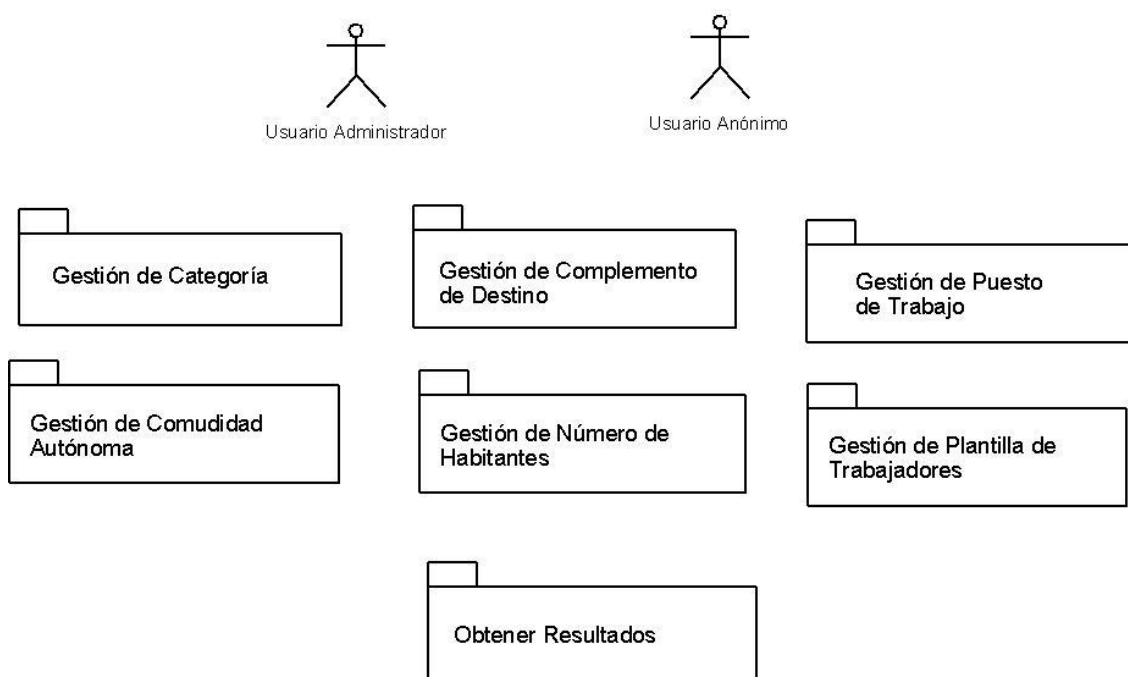 Usuario Administrador
Usuario Anónimo
Gestión de Categoría
Gestión de Complemento
de Destino
Gestión de Puesto
de Trabajo
Gestión de Comudidad
Autónoma
Gestión de Número de
Habitantes
Gestión de Plantilla de
Trabajadores
Obtener Resultados